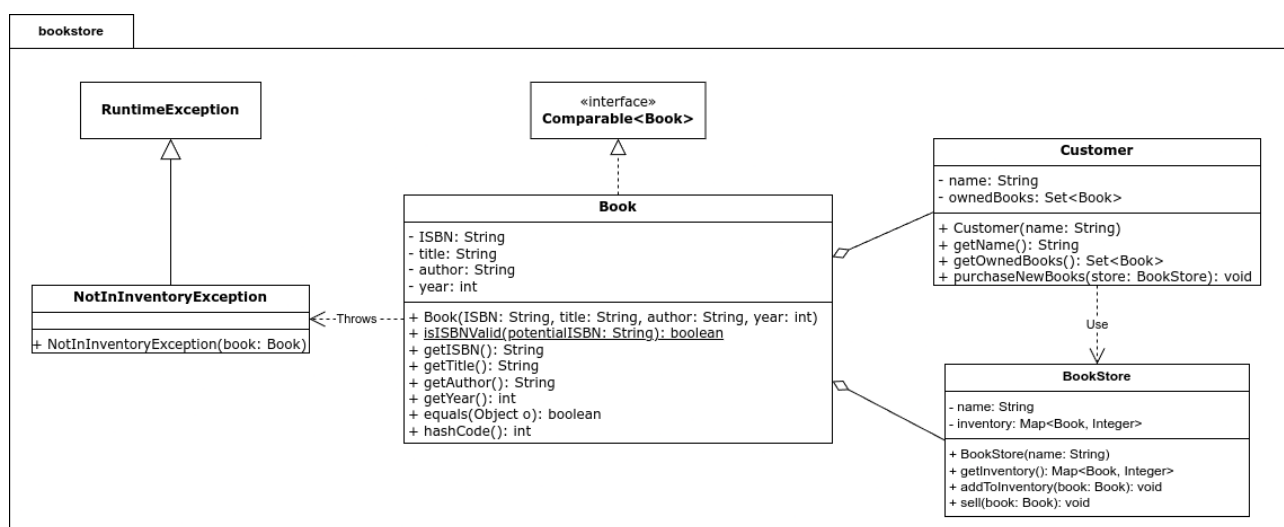 bookstore
RuntimeException
«interface»
Comparable<Book>
Customer
- name: String
- ownedBooks: Set<Book>
+ Customer(name: String)
+ getName(): String
+ getOwnedBooks(): Set<Book>
+ purchaseNewBooks(store: BookStore): void
Book
- ISBN: String
- title: String
- author: String
- year: int
+ Book(ISBN: String, title: String, author: String, year: int)
+ isISBNValid(potentialISBN: String): boolean
+ getISBN(): String
+ getTitle(): String
+ getAuthor(): String
+ getYear(): int
+ equals(Object o): boolean
+ hashCode(): int
NotInInventoryException
+ NotInInventoryException(book: Book)
Throws
Use
BookStore
- name: String
- inventory: Map<Book, Integer>
+ BookStore(name: String)
+ getInventory(): Map<Book, Integer>
+ addToInventory(book: Book): void
+ sell(book: Book): void